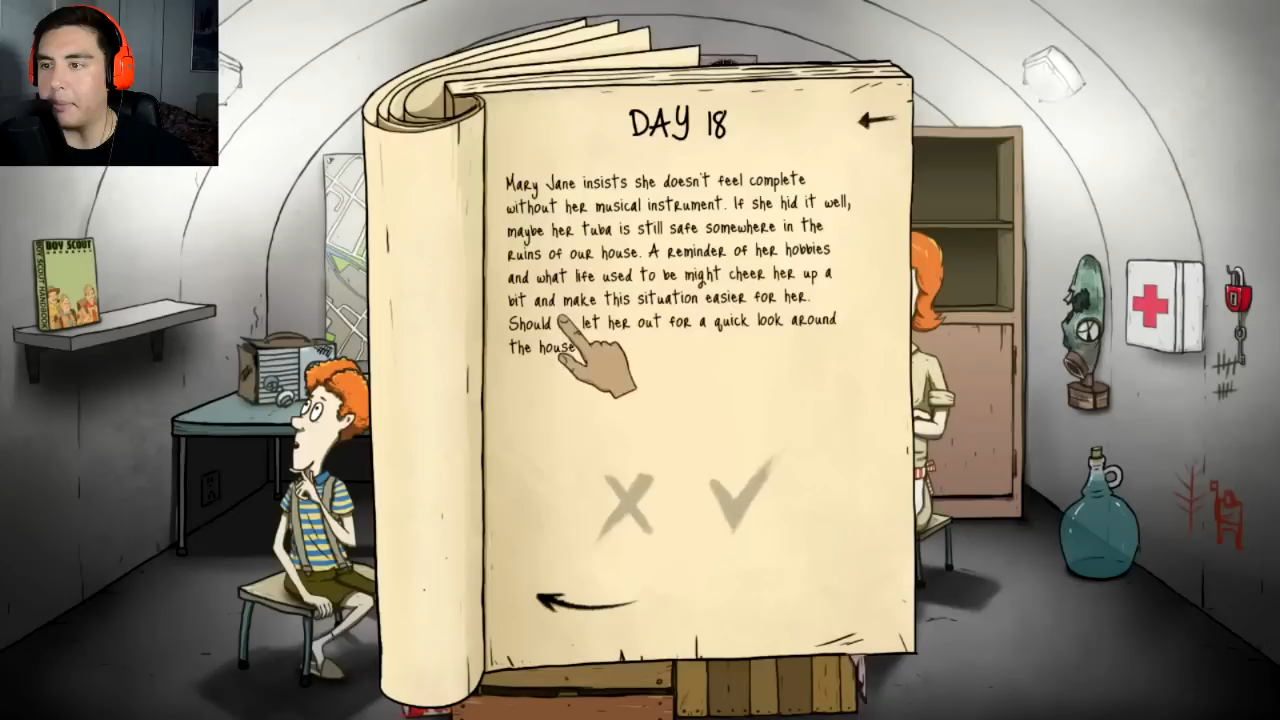 DAY 18
Mary Jane insists she doesn't feel complete
without her musical instrument. If she hid it well,
maybe her tuba is still safe somewhere in the
ruins of our house. A reminder of her hobbies
and what life used to be might cheer her up a
bit and make this situation easier for her.
Should let her out for a quick look around
the house
BOY SCOUT
BOY SCOUT HANDBOOK